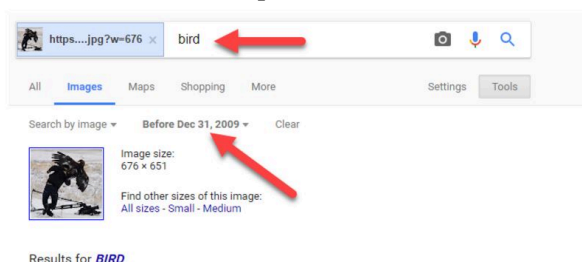 https....jpg?w=676 × bird
All Images Maps Shopping More Settings Tools
Search by image Before Dec 31, 2009 Clear
Image size:
676 × 651
Find other sizes of this image:
All sizes - Small - Medium
Results for BIRD